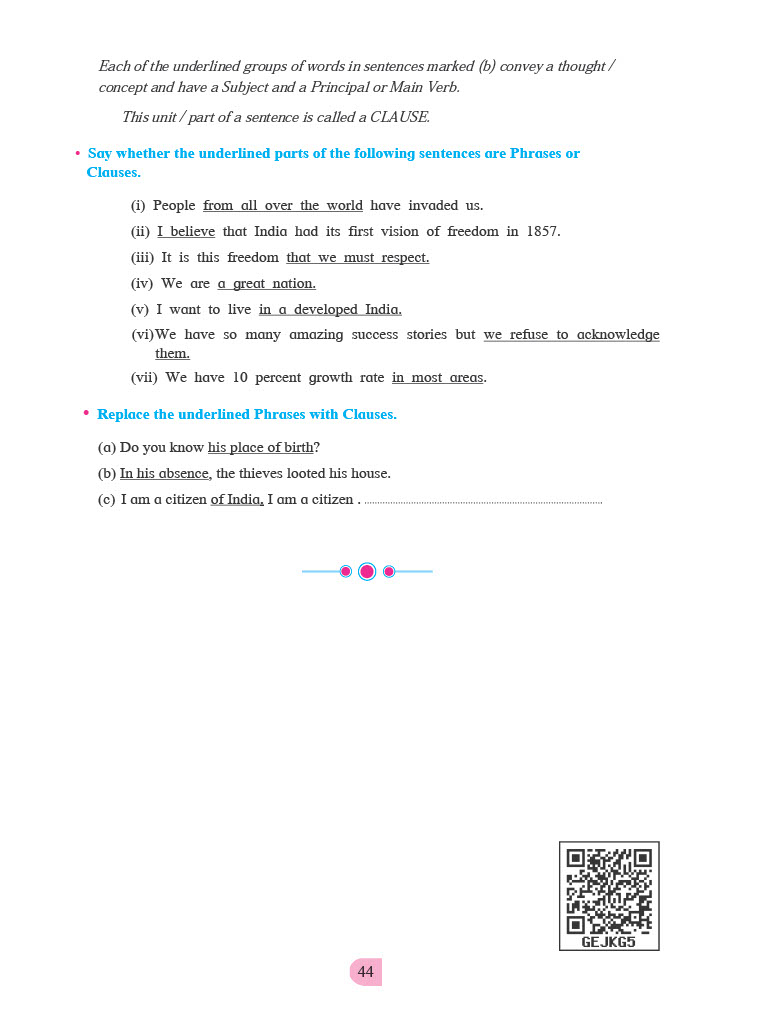 Each of the underlined groups of words in sentences marked (b) convey a thought /
concept and have a Subject and a Principal or Main Verb.
This unit / part of a sentence is called a CLAUSE.
• Say whether the underlined parts of the following sentences are Phrases or
Clauses.
(i) People from all over the world have invaded us.
(ii) I believe that India had its first vision of freedom in 1857.
(iii) It is this freedom that we must respect.
(iv) We are a great nation.
(v) I want to live in a developed India.
(vi)We have so many amazing success stories but we refuse to acknowledge
them.
(vii) We have 10 percent growth rate in most areas.
• Replace the underlined Phrases with Clauses.
(a) Do you know his place of birth?
(b) In his absence, the thieves looted his house.
(c) I am a citizen of India, I am a citizen . ................................................................................
GEJKG5
44